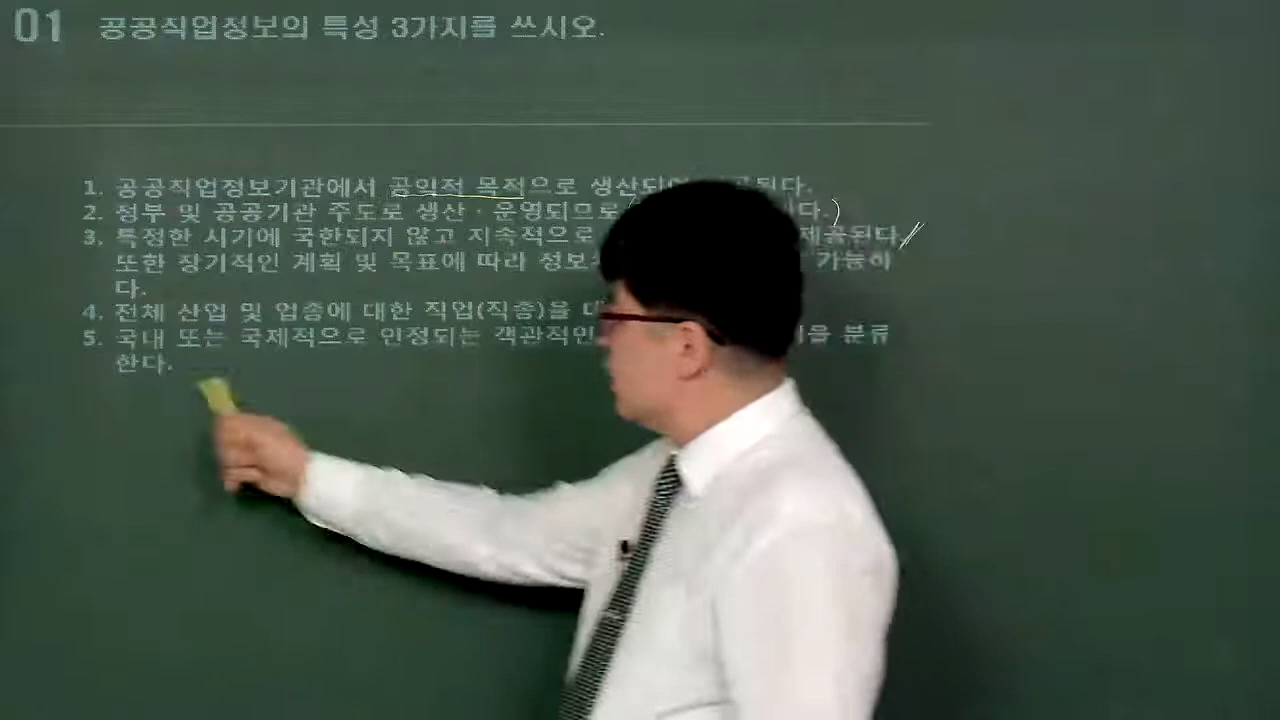 01 공공직업정보의 특성 3가지를 쓰시오.
1. 공공직업정보기관에서 공익적 목적으로 생산되어
2. 정부 및 공공기관 주도로 생산·운영되므로
3. 특정한 시기에 국한되지 않고 지속적으로 제공된다.
또한 장기적인 계획 및 목표에 따라 가능하
다.
4. 전체 산업 및 업종에 대한 직업(직종)을
5. 국내 또는 국제적으로 인정되는 객관적인 분류
한다.